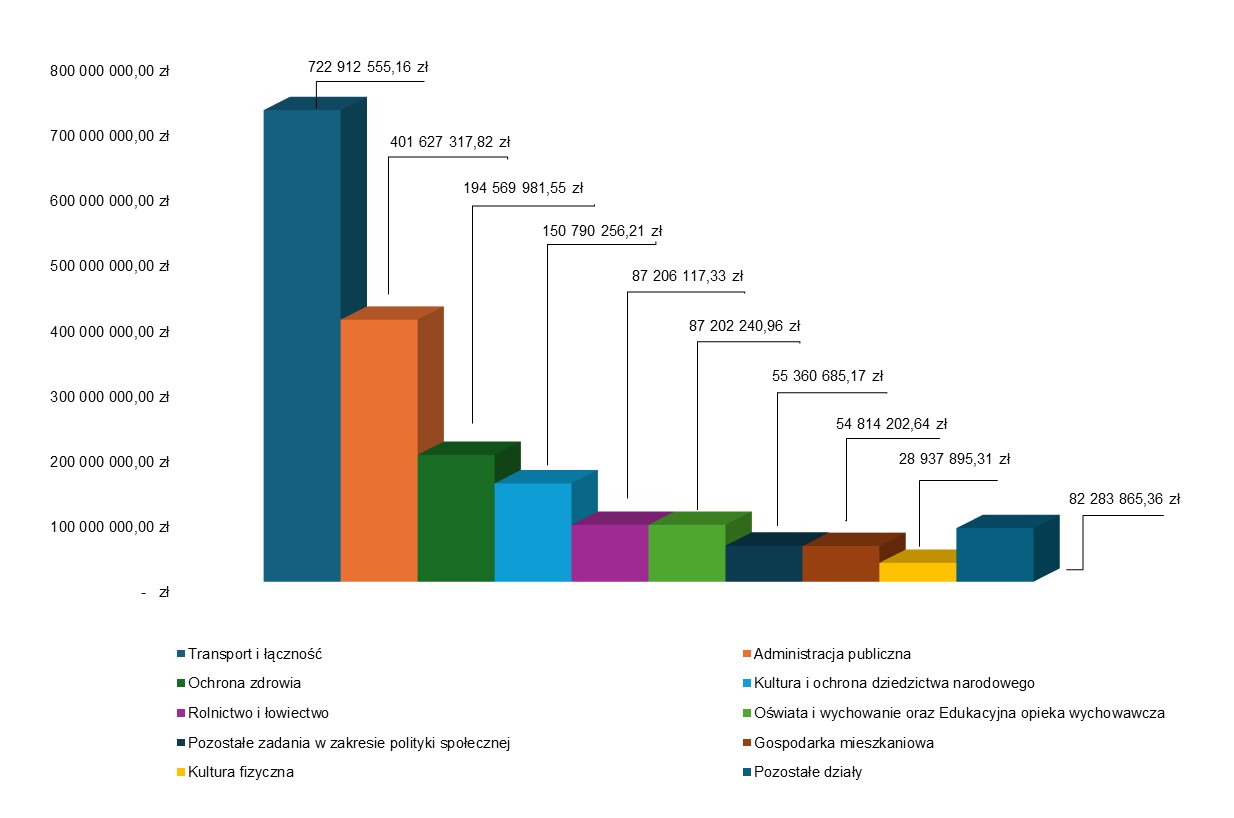 800 000 000,00 zł
700 000 000,00 zł
600 000 000,00 zł
500 000 000,00 zł
400 000 000,00 zł
300 000 000,00 zł
200 000 000,00 zł
100 000 000,00 zł
- zł
722 912 555,16 zł
401 627 317,82 zł
194 569 981,55 zł
150 790 256,21 zł
87 206 117,33 zł
87 202 240,96 zł
55 360 685,17 zł
54 814 202,64 zł
28 937 895,31 zł
82 283 865,36 zł
Transport i łączność
Administracja publiczna
Ochrona zdrowia
Kultura i ochrona dziedzictwa narodowego
Rolnictwo i łowiectwo
Oświata i wychowanie oraz Edukacyjna opieka wychowawcza
Pozostałe zadania w zakresie polityki społecznej
Gospodarka mieszkaniowa
Kultura fizyczna
Pozostałe działy